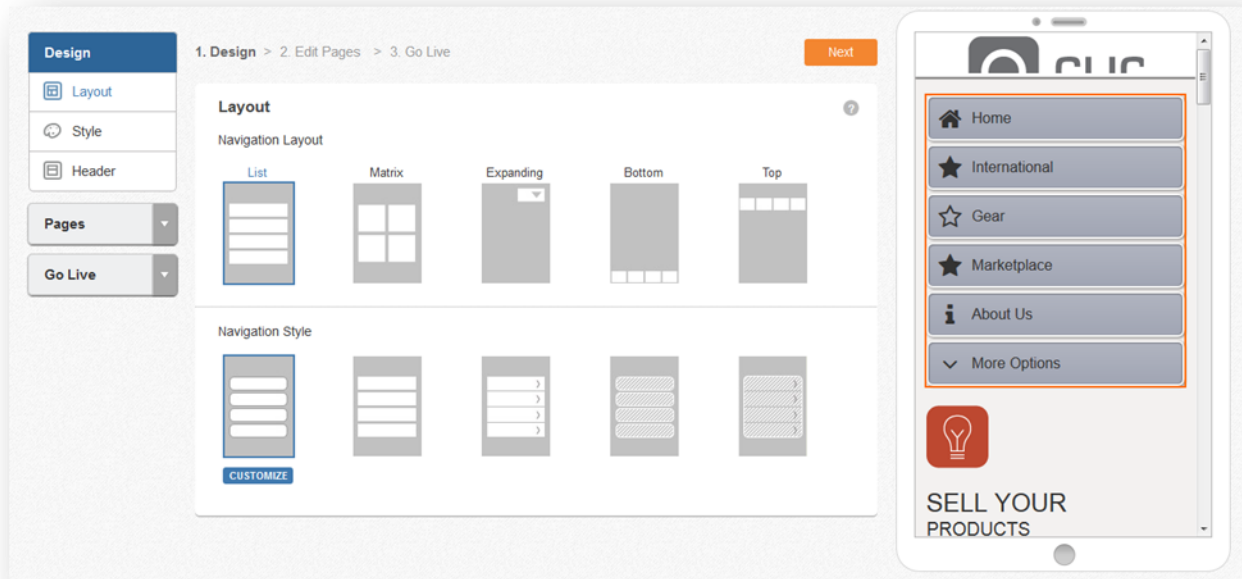 Design
Layout
Style
Header
Pages
Go Live
1. Design > 2. Edit Pages > 3. Go Live
Next
Layout
?
Navigation Layout
List
Matrix
Expanding
Bottom
Top
Navigation Style
CUSTOMIZE
Home
International
Gear
Marketplace
About Us
More Options
SELL YOUR
PRODUCTS